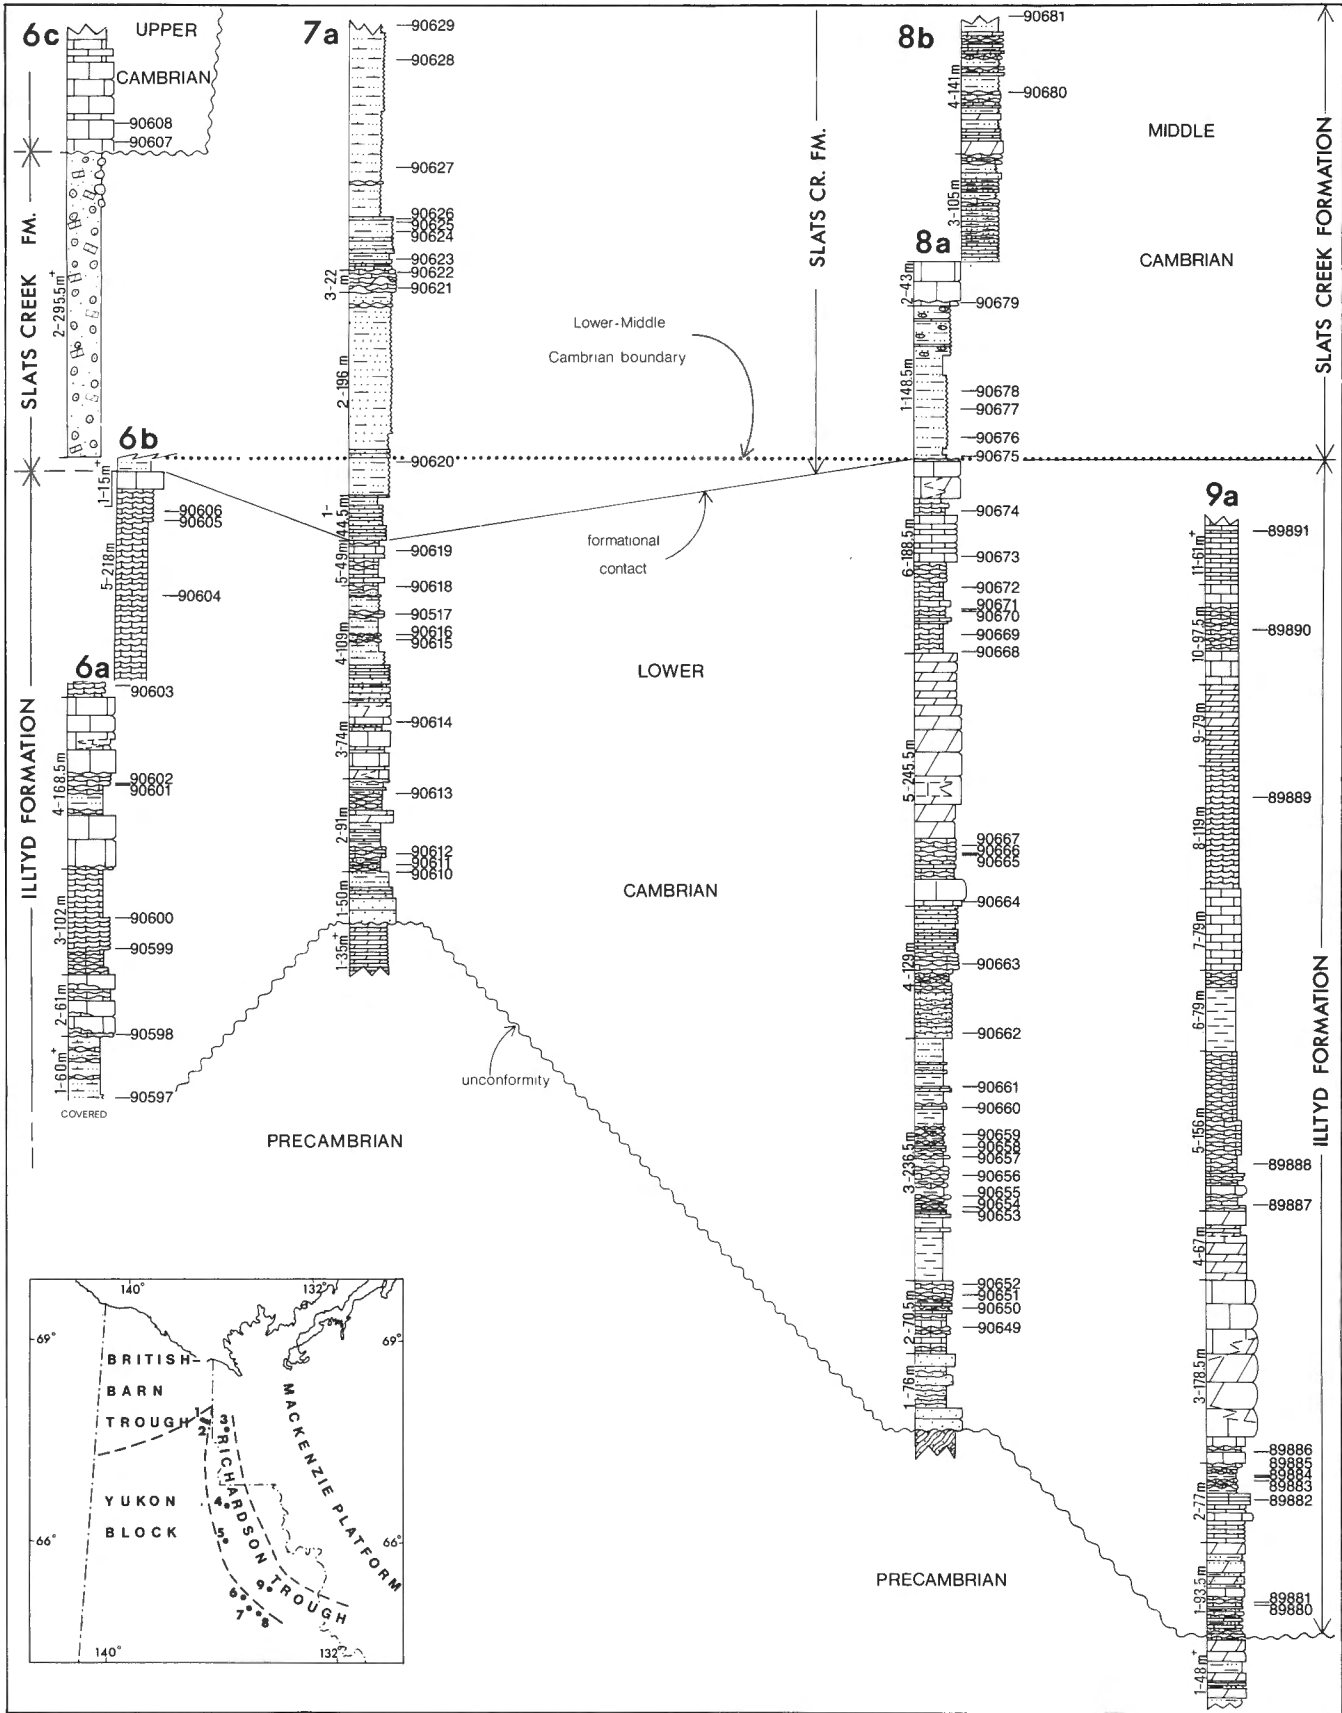 6c
UPPER
CAMBRIAN
90608
90607
SLATS CREEK FM.
2-295.5m+
6b
1-15m+
90606
90605
5-218m
90604
6a
90603
90602
90601
4-168.5m
ILLTYD FORMATION
3-102m
90600
90599
2-61m
90598
1-60m+
90597
COVERED
7a
90629
90628
90627
90626
90625
90624
90623
90622
90621
3-22m
2-196 m
90620
1-44.5m
5-49m
90619
90618
90517
90616
90615
4-109m
90614
3-74m
90613
2-91m
90612
90611
90610
1-50m
1-35m+
Lower-Middle
Cambrian boundary
formational
contact
SLATS CR. FM.
LOWER
CAMBRIAN
unconformity
PRECAMBRIAN
8b
90681
4-141m
90680
3-105m
8a
2-43m
90679
1-148.5m
90678
90677
90676
90675
90674
6-188.5m
90673
90672
90671
90670
90669
90668
5-245.5m
90667
90666
90665
90664
4-129m
90663
90662
90661
90660
90659
90658
90657
3-236.5m
90656
90655
90654
90653
90652
90651
90650
2-70.5m
90649
1-76m
MIDDLE
CAMBRIAN
SLATS CREEK FORMATION
9a
89891
11-61m+
89890
10-97.5m
9-79m
89889
8-119m
7-79m
6-79m
5-156m
89888
89887
4-67m
3-178.5m
89886
89885
89884
89883
89882
2-77m
1-93.5m
89881
89880
1-48m+
ILLTYD FORMATION
PRECAMBRIAN
140°
132°
69°
69°
BRITISH
BARN
TROUGH
1
2
3
RICHARDSON TROUGH
MACKENZIE PLATFORM
YUKON
BLOCK
4
5
66°
66°
6
7
8
9
140°
132°